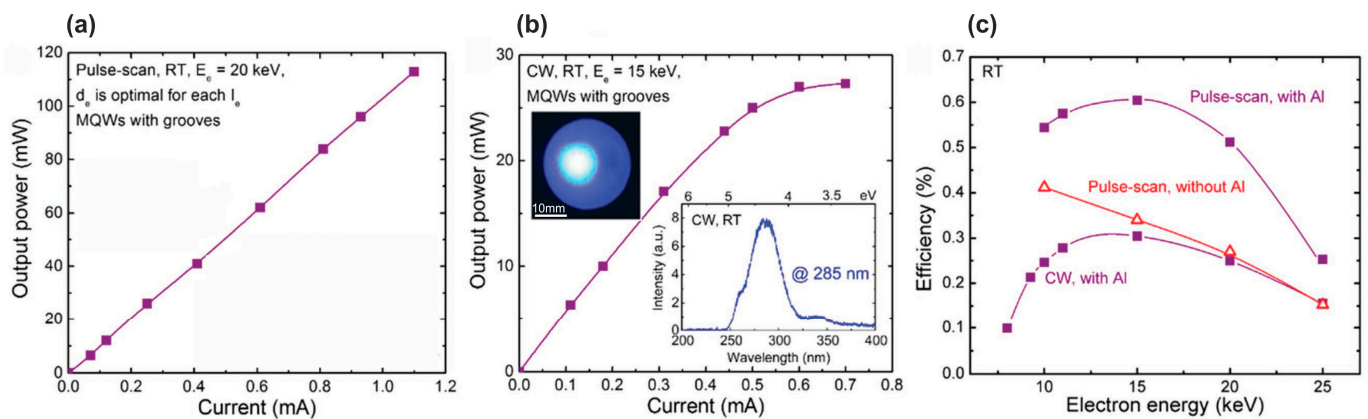 (a)
Pulse-scan, RT, Eₑ = 20 keV,
dₑ is optimal for each Iₑ
MQWs with grooves
Output power (mW)
120
100
80
60
40
20
0
0.0 0.2 0.4 0.6 0.8 1.0 1.2
Current (mA)
(b)
CW, RT, Eₑ = 15 keV,
MQWs with grooves
Output power (mW)
30
20
10
0
10mm
6 5 4 3.5 eV
CW, RT
@ 285 nm
Intensity (a.u.)
8
6
4
2
0
200 250 300 350 400
Wavelength (nm)
0.0 0.1 0.2 0.3 0.4 0.5 0.6 0.7 0.8
Current (mA)
(c)
RT
Pulse-scan, with Al
Pulse-scan, without Al
CW, with Al
Efficiency (%)
0.7
0.6
0.5
0.4
0.3
0.2
0.1
0.0
10 15 20 25
Electron energy (keV)